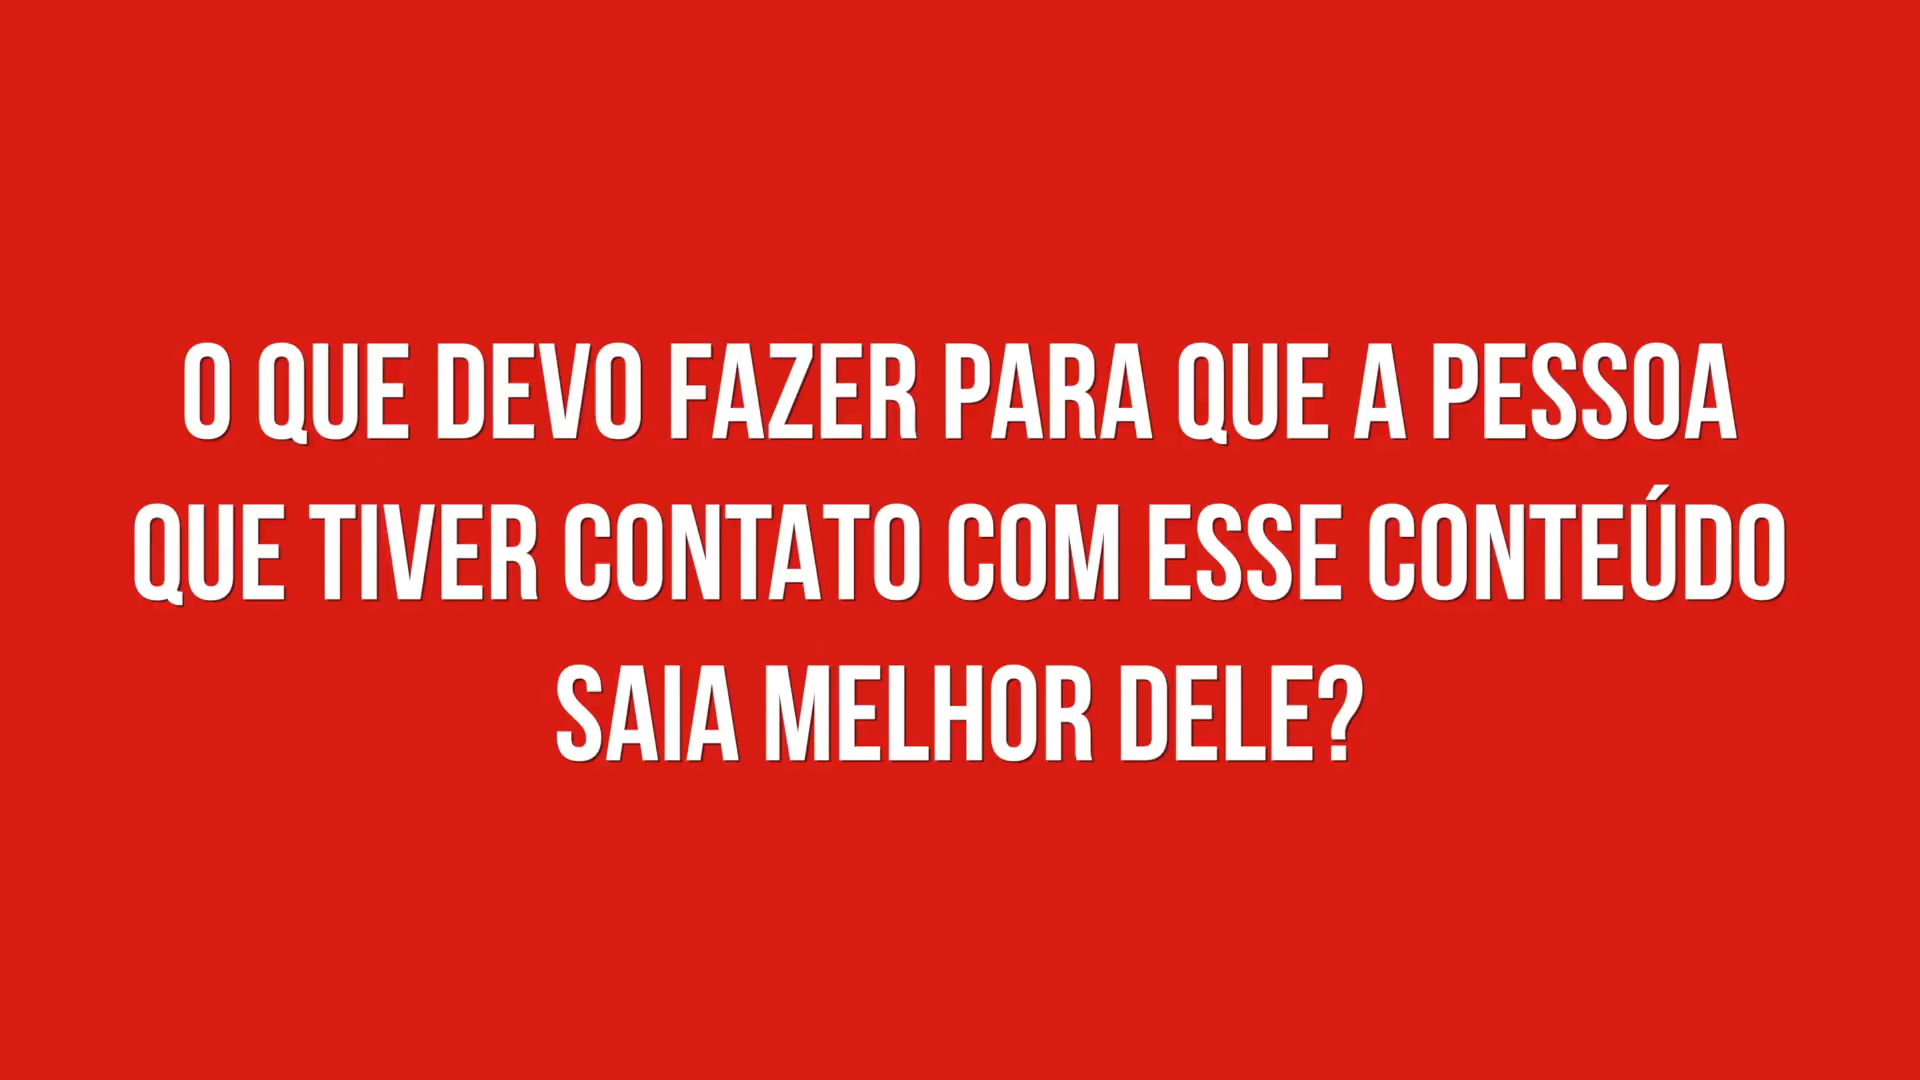 O QUE DEVO FAZER PARA QUE A PESSOA
QUE TIVER CONTATO COM ESSE CONTEÚDO
SAIA MELHOR DELE?